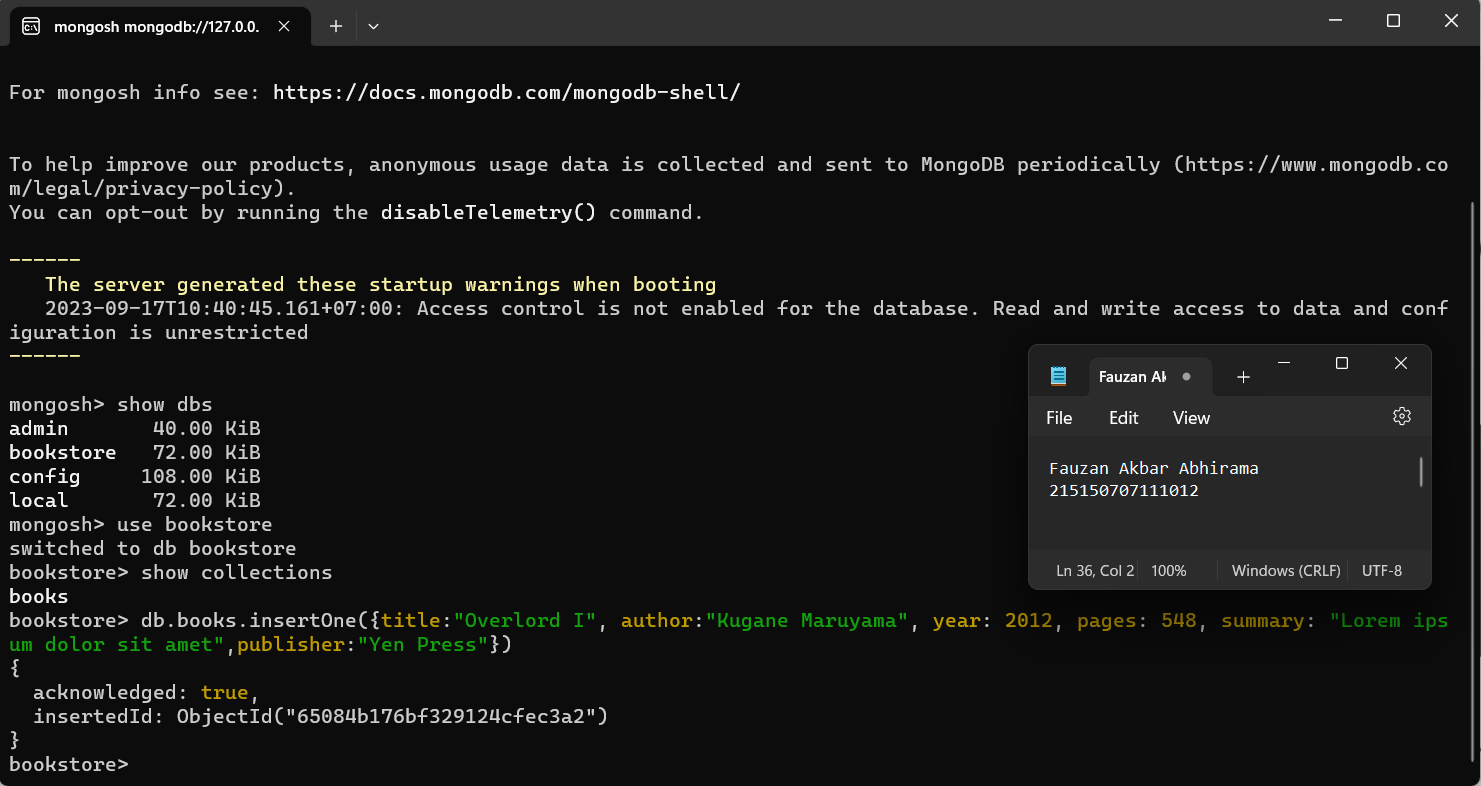 mongosh mongodb://127.0.0.
For mongosh info see: https://docs.mongodb.com/mongodb-shell/
To help improve our products, anonymous usage data is collected and sent to MongoDB periodically (https://www.mongodb.co
m/legal/privacy-policy).
You can opt-out by running the disableTelemetry() command.
------
The server generated these startup warnings when booting
2023-09-17T10:40:45.161+07:00: Access control is not enabled for the database. Read and write access to data and conf
iguration is unrestricted
------
mongosh> show dbs
admin 40.00 KiB
bookstore 72.00 KiB
config 108.00 KiB
local 72.00 KiB
mongosh> use bookstore
switched to db bookstore
bookstore> show collections
books
bookstore> db.books.insertOne({title:"Overlord I", author:"Kugane Maruyama", year: 2012, pages: 548, summary: "Lorem ips
um dolor sit amet",publisher:"Yen Press"})
{
acknowledged: true,
insertedId: ObjectId("65084b176bf329124cfec3a2")
}
bookstore>
Fauzan Ak
File Edit View
Fauzan Akbar Abhirama
215150707111012
Ln 36, Col 2 100% Windows (CRLF) UTF-8